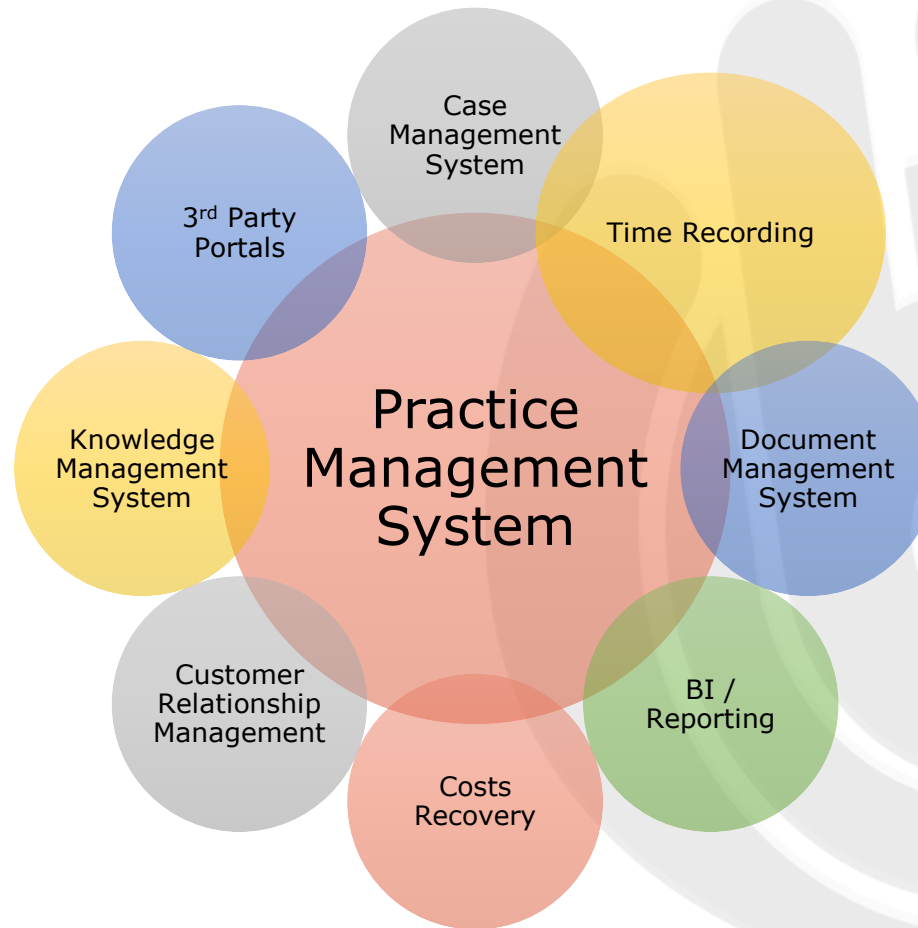 Case
Management
System
Time Recording
3rd Party
Portals
Practice
Management
System
Knowledge
Management
System
Document
Management
System
Customer
Relationship
Management
BI /
Reporting
Costs
Recovery